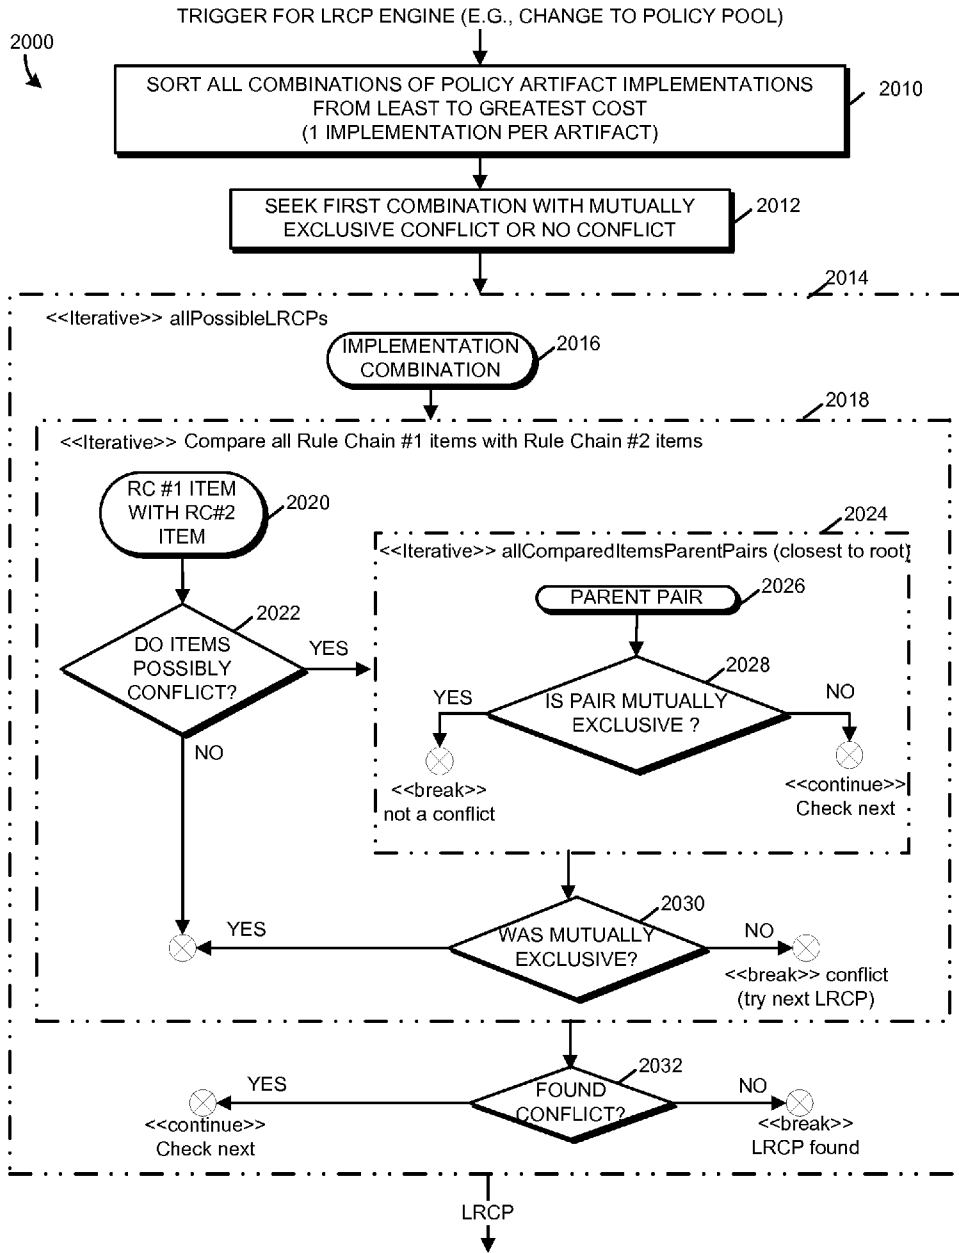 TRIGGER FOR LRCP ENGINE (E.G., CHANGE TO POLICY POOL)
2000
SORT ALL COMBINATIONS OF POLICY ARTIFACT IMPLEMENTATIONS
FROM LEAST TO GREATEST COST
(1 IMPLEMENTATION PER ARTIFACT)
2010
SEEK FIRST COMBINATION WITH MUTUALLY
EXCLUSIVE CONFLICT OR NO CONFLICT
2012
2014
<<Iterative>> allPossibleLRCPs
IMPLEMENTATION
COMBINATION
2016
2018
<<Iterative>> Compare all Rule Chain #1 items with Rule Chain #2 items
RC #1 ITEM
WITH RC#2
ITEM
2020
2024
<<Iterative>> allComparedItemsParentPairs (closest to root)
PARENT PAIR
2026
2022
DO ITEMS
POSSIBLY
CONFLICT?
YES
NO
2028
IS PAIR MUTUALLY
EXCLUSIVE ?
YES
NO
<<break>>
not a conflict
<<continue>>
Check next
2030
WAS MUTUALLY
EXCLUSIVE?
YES
NO
<<break>> conflict
(try next LRCP)
2032
FOUND
CONFLICT?
YES
NO
<<continue>>
Check next
<<break>>
LRCP found
LRCP